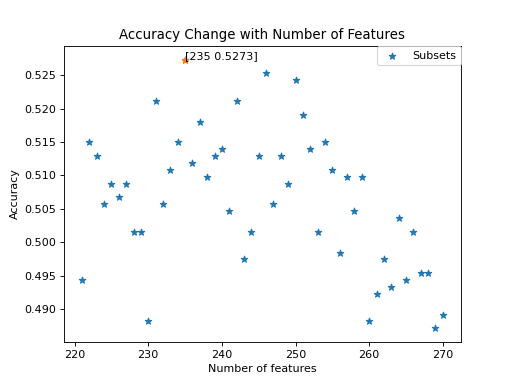 Accuracy Change with Number of Features
[235 0.5273]
Subsets
0.525
0.520
0.515
0.510
0.505
0.500
0.495
0.490
Accuracy
220 230 240 250 260 270
Number of features